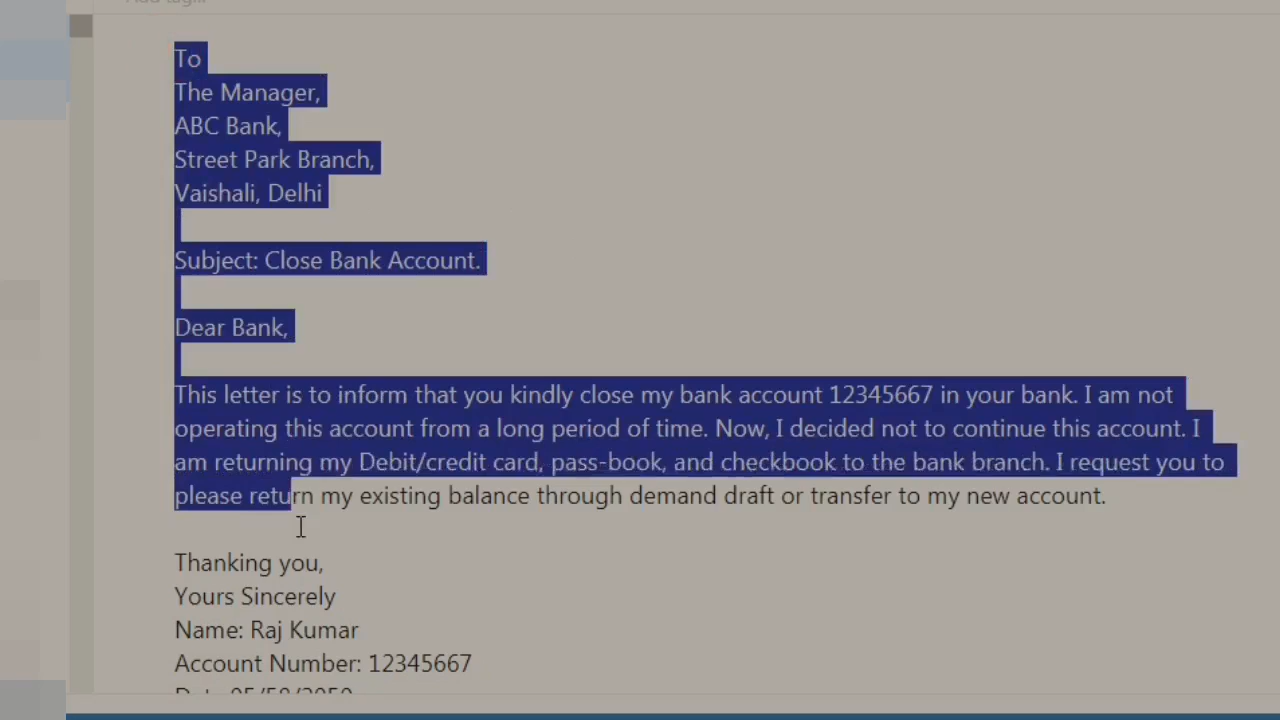 To
The Manager,
ABC Bank,
Street Park Branch,
Vaishali, Delhi
Subject: Close Bank Account.
Dear Bank,
This letter is to inform that you kindly close my bank account 12345667 in your bank. I am not
operating this account from a long period of time. Now, I decided not to continue this account. I
am returning my Debit/credit card, pass-book, and checkbook to the bank branch. I request you to
please return my existing balance through demand draft or transfer to my new account.
Thanking you,
Yours Sincerely
Name: Raj Kumar
Account Number: 12345667